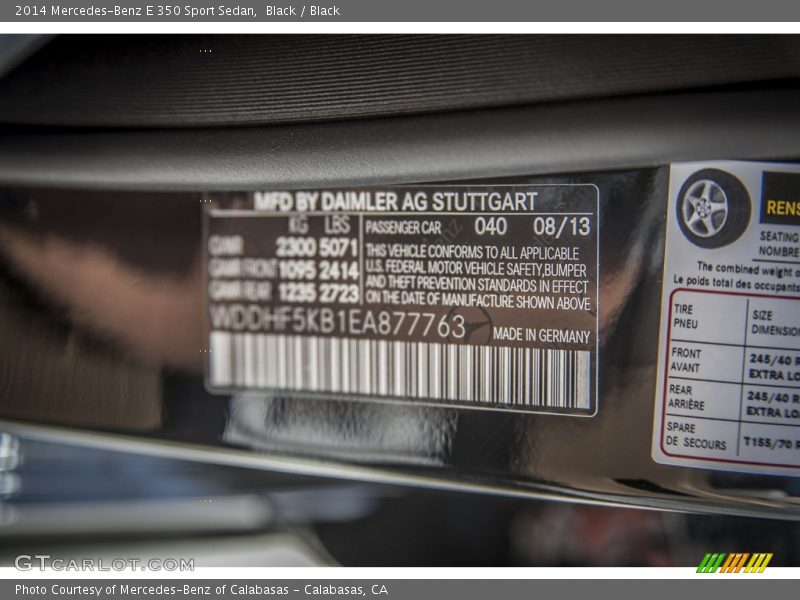 2014 Mercedes-Benz E 350 Sport Sedan, Black / Black
MFD BY DAIMLER AG STUTTGART
KG LBS
PASSENGER CAR 040 08/13
GVWR 2300 5071
GAWR FRONT 1095 2414
GAWR REAR 1235 2723
THIS VEHICLE CONFORMS TO ALL APPLICABLE
U.S. FEDERAL MOTOR VEHICLE SAFETY,BUMPER
AND THEFT PREVENTION STANDARDS IN EFFECT
ON THE DATE OF MANUFACTURE SHOWN ABOVE
WDDHF5KB1EA877763
MADE IN GERMANY
RENS
SEATING
NOMBRE
The combined weight o
Le poids total des occupants
TIRE
PNEU
SIZE
DIMENSIO
FRONT
AVANT
245/40 R
EXTRA LO
REAR
ARRIÈRE
245/40 R
EXTRA LO
SPARE
DE SECOURS
T155/70 R
GTCARLOT.COM
Photo Courtesy of Mercedes-Benz of Calabasas - Calabasas, CA